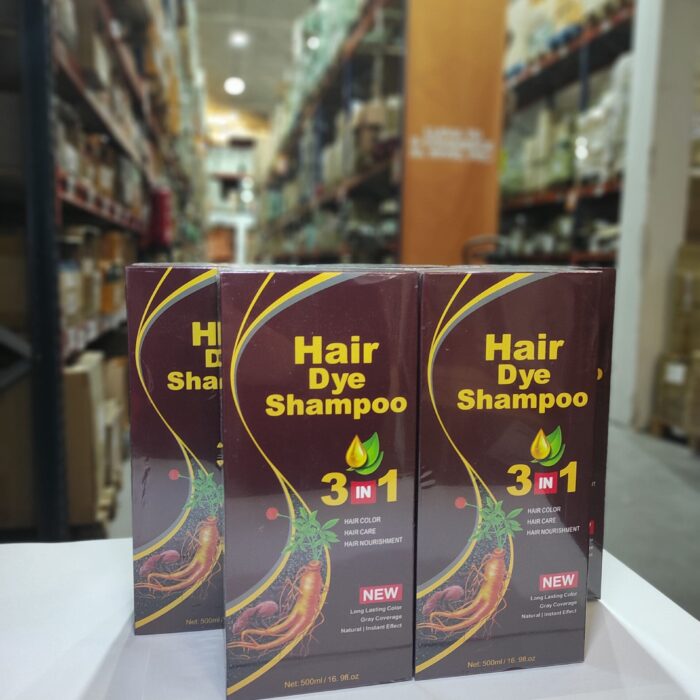 Hair
Dye
Shampoo
3 IN 1
HAIR COLOR
HAIR CARE
HAIR NOURISHMENT
NEW
Long Lasting Color
Gray Coverage
Natural | Instant Effect
Net: 500ml / 16. 98.oz
Hair
Dye
Shampoo
3 IN 1
HAIR COLOR
HAIR CARE
HAIR NOURISHMENT
NEW
Long Lasting Color
Gray Coverage
Natural | Instant Effect
Net: 500ml / 16. 98.oz